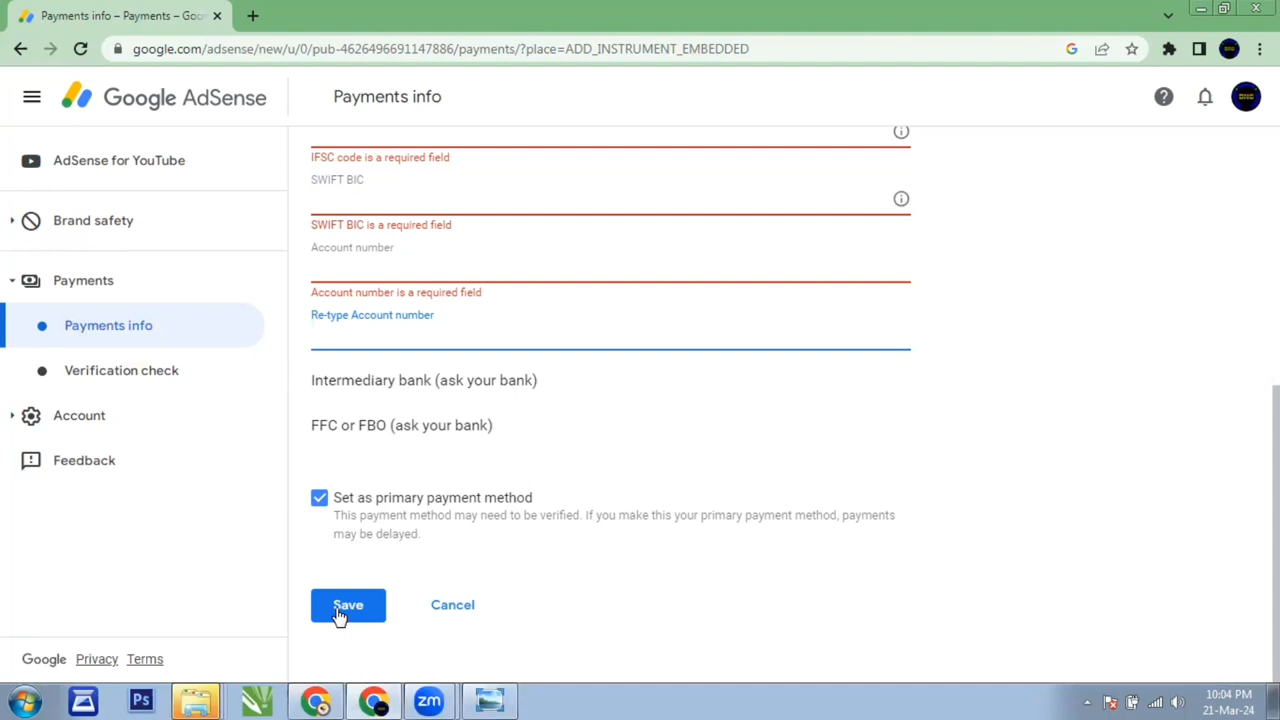 Payments info – Payments – Goo
google.com/adsense/new/u/0/pub-4626496691147886/payments/?place=ADD_INSTRUMENT_EMBEDDED
Google AdSense
Payments info
AdSense for YouTube
Brand safety
Payments
Payments info
Verification check
Account
Feedback
Google Privacy Terms
IFSC code is a required field
SWIFT BIC
SWIFT BIC is a required field
Account number
Account number is a required field
Re-type Account number
Intermediary bank (ask your bank)
FFC or FBO (ask your bank)
Set as primary payment method
This payment method may need to be verified. If you make this your primary payment method, payments
may be delayed.
Save Cancel
Ps
zm
10:04 PM
21-Mar-24